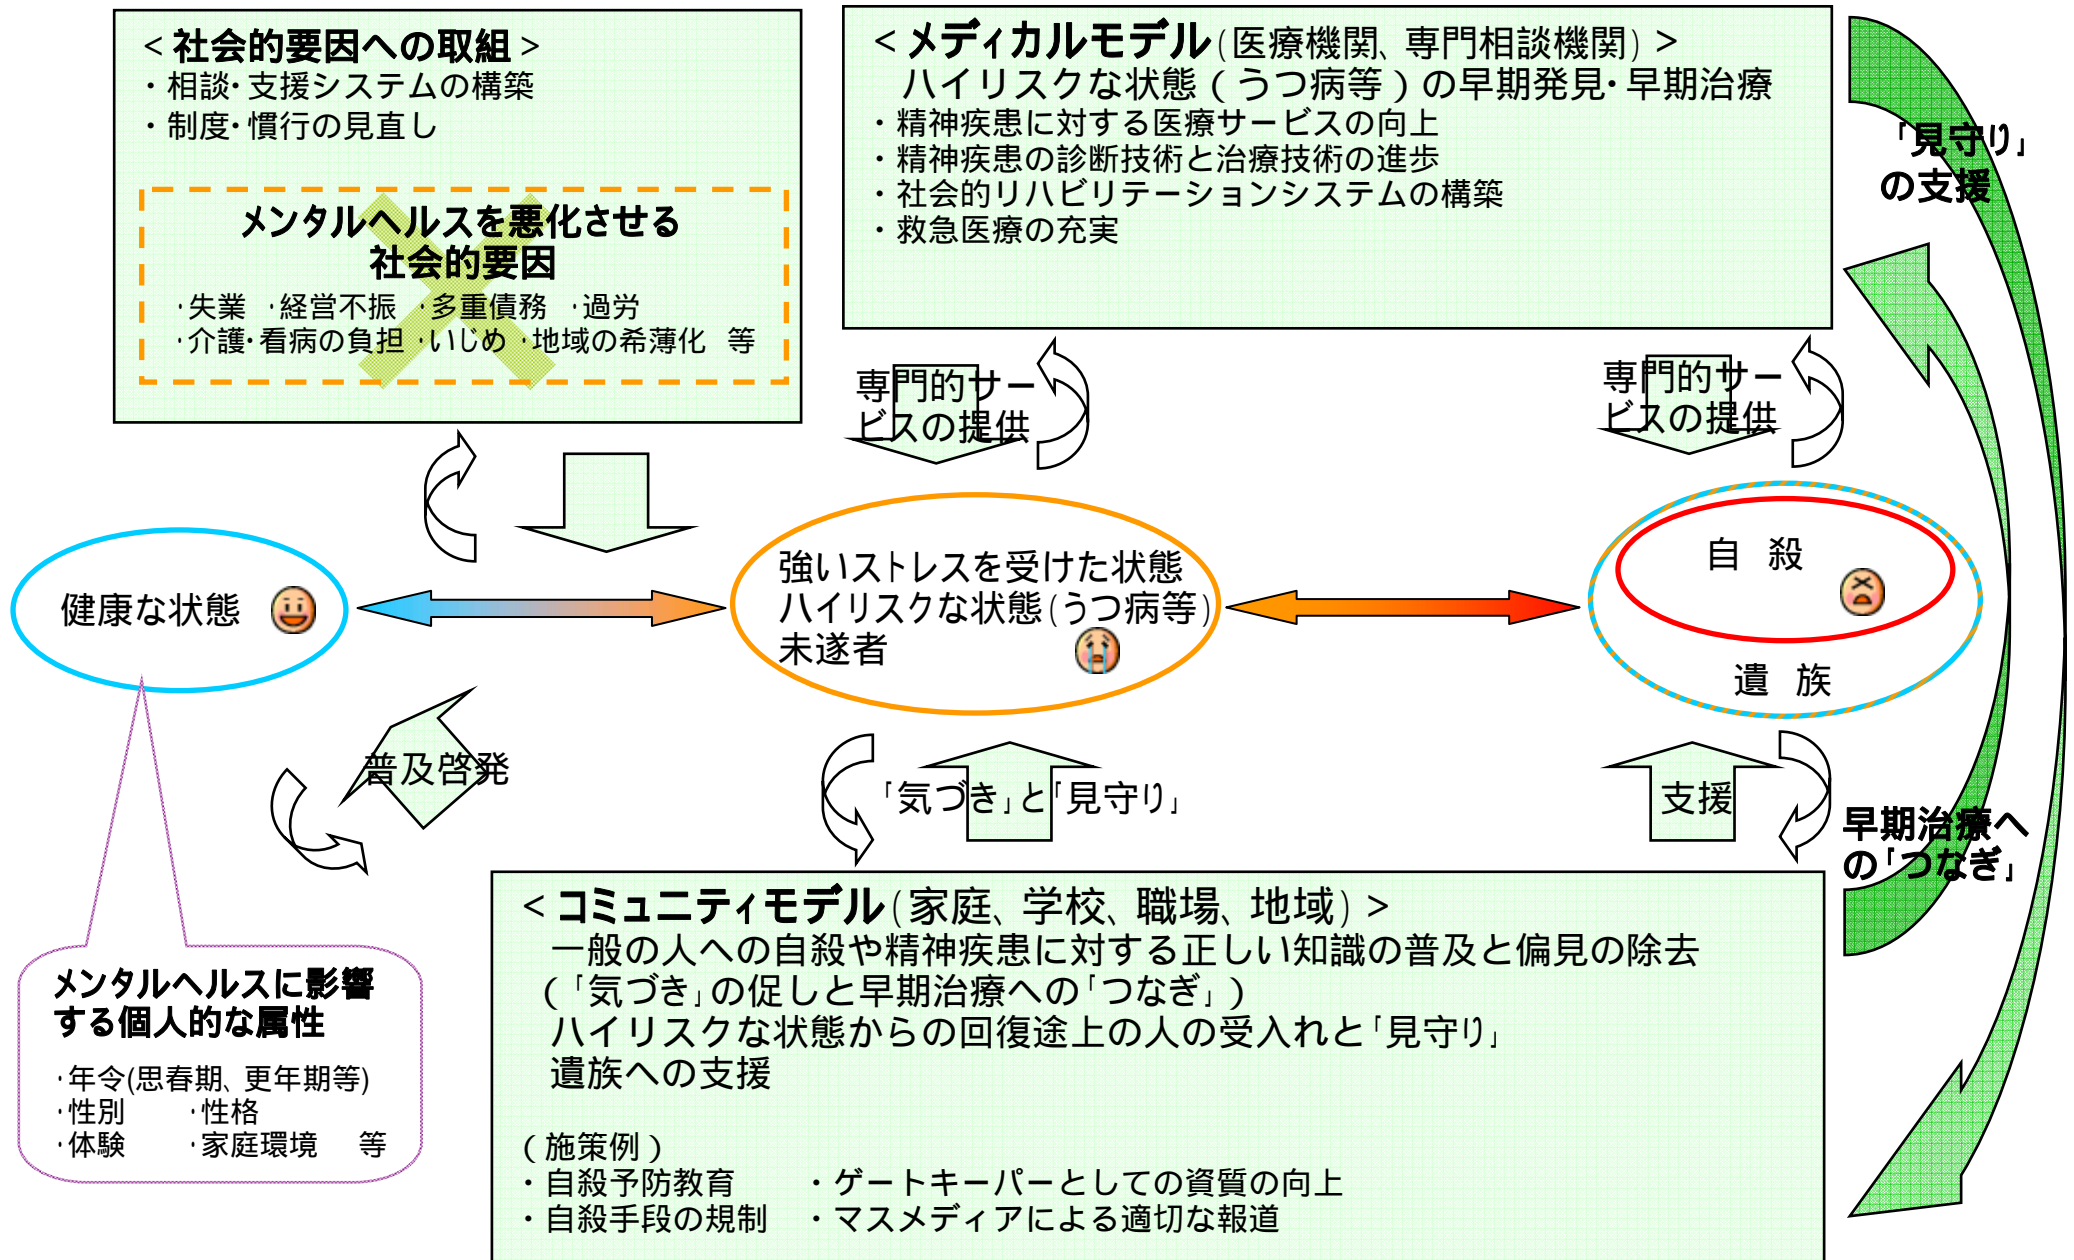 <社会的要因への取組>
・相談・支援システムの構築
・制度・慣行の見直し
メンタルヘルスを悪化させる
社会的要因
・失業 ・経営不振 ・多重債務 ・過労
・介護・看病の負担 ・いじめ ・地域の希薄化 等
<メディカルモデル(医療機関、専門相談機関)>
ハイリスクな状態(うつ病等)の早期発見・早期治療
・精神疾患に対する医療サービスの向上
・精神疾患の診断技術と治療技術の進歩
・社会的リハビリテーションシステムの構築
・救急医療の充実
「見守り」
の支援
専門的サー
ビスの提供
専門的サー
ビスの提供
健康な状態
強いストレスを受けた状態
ハイリスクな状態(うつ病等)
未遂者
自 殺
遺 族
普及啓発
「気づき」と「見守り」
支援
早期治療へ
の「つなぎ」
メンタルヘルスに影響
する個人的な属性
・年令(思春期、更年期等)
・性別 ・性格
・体験 ・家庭環境 等
<コミュニティモデル(家庭、学校、職場、地域)>
一般の人への自殺や精神疾患に対する正しい知識の普及と偏見の除去
(「気づき」の促しと早期治療への「つなぎ」)
ハイリスクな状態からの回復途上の人の受入れと「見守り」
遺族への支援
(施策例)
・自殺予防教育 ・ゲートキーパーとしての資質の向上
・自殺手段の規制 ・マスメディアによる適切な報道